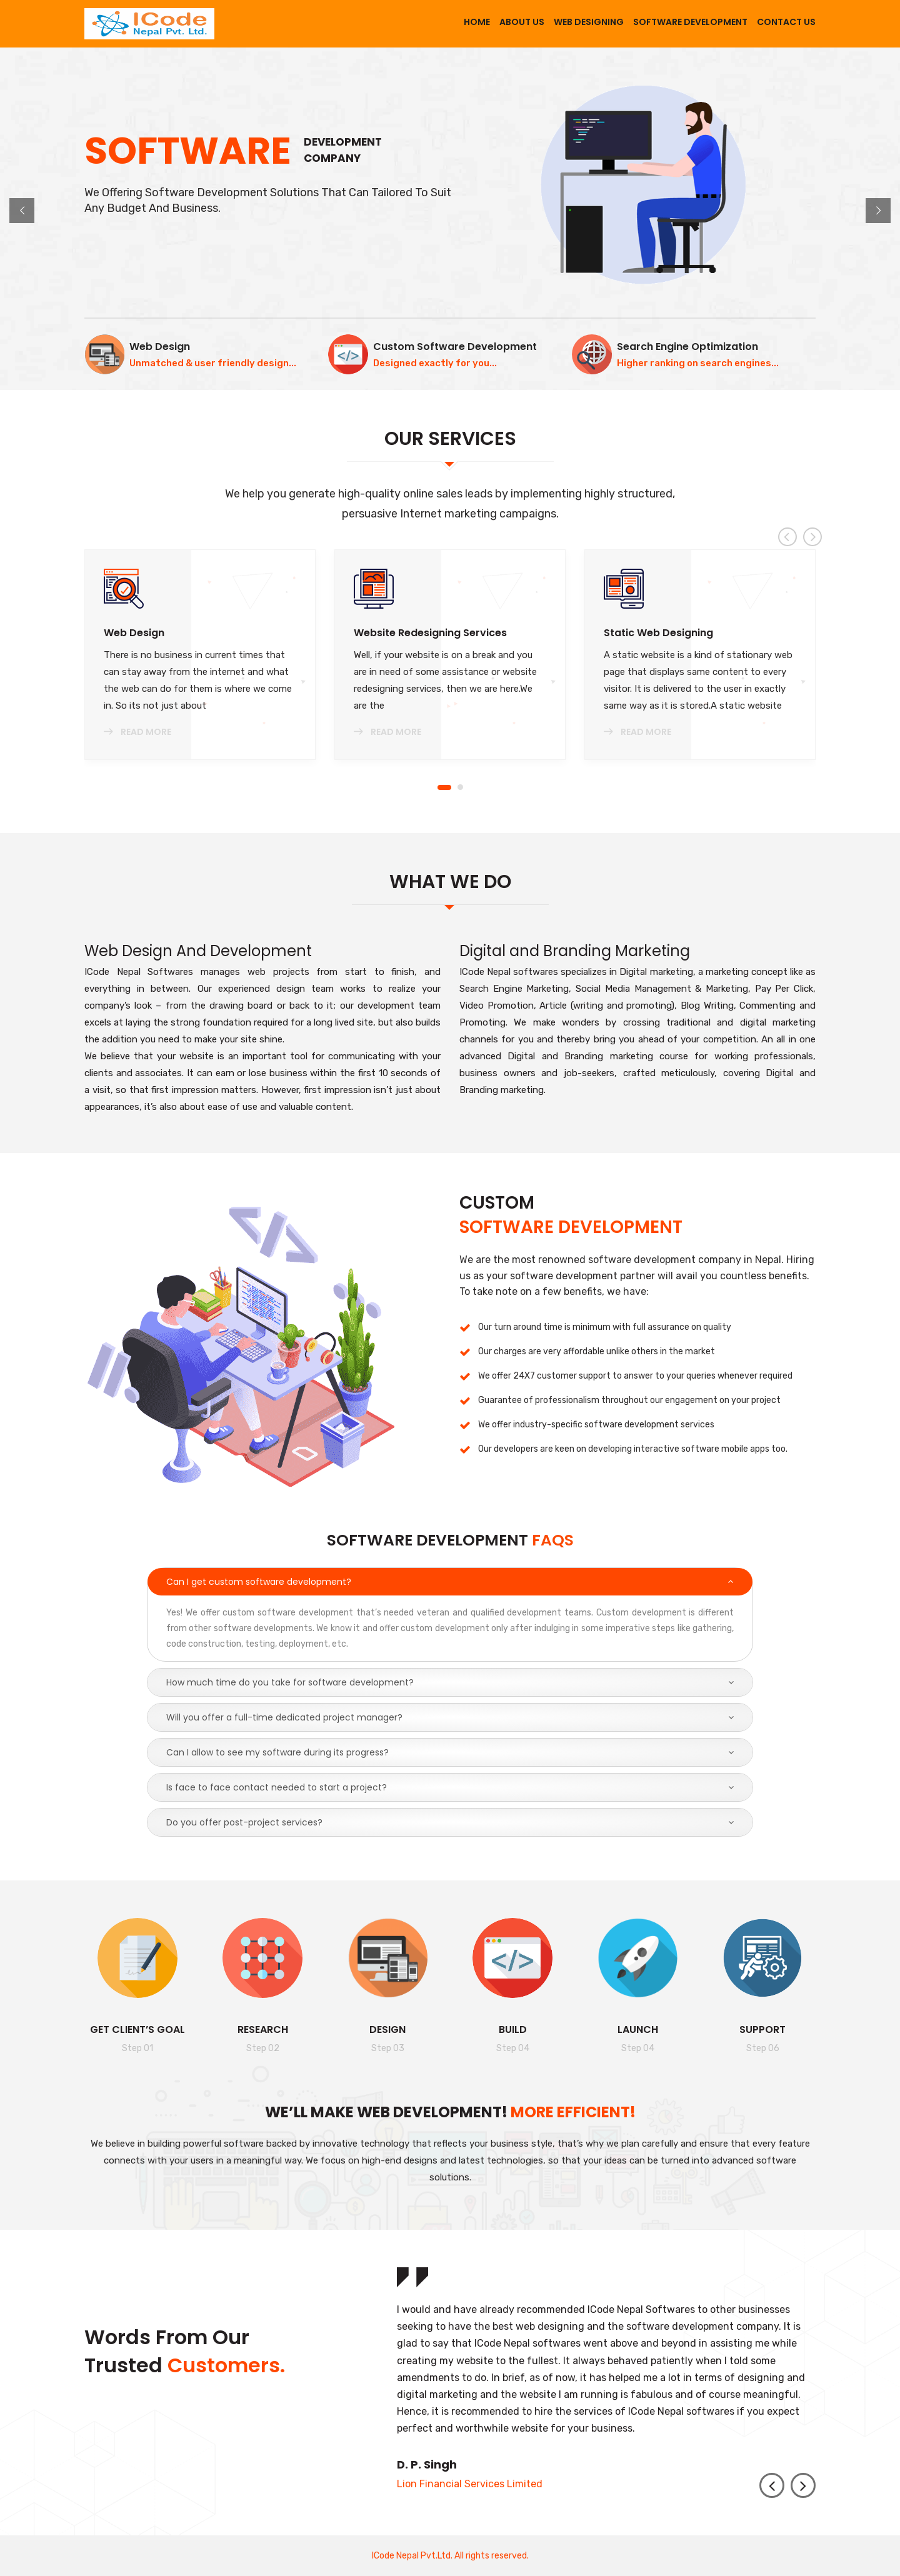 ICode
Nepal Pvt. Ltd.
HOME ABOUT US WEB DESIGNING SOFTWARE DEVELOPMENT CONTACT US
SOFTWARE DEVELOPMENT
COMPANY
We Offering Software Development Solutions That Can Tailored To Suit
Any Budget And Business.
Web Design
Unmatched & user friendly design...
Custom Software Development
Designed exactly for you...
Search Engine Optimization
Higher ranking on search engines...
OUR SERVICES
We help you generate high-quality online sales leads by implementing highly structured,
persuasive Internet marketing campaigns.
Web Design
There is no business in current times that
can stay away from the internet and what
the web can do for them is where we come
in. So its not just about
READ MORE
Website Redesigning Services
Well, if your website is on a break and you
are in need of some assistance or website
redesigning services, then we are here.We
are the
READ MORE
Static Web Designing
A static website is a kind of stationary web
page that displays same content to every
visitor. It is delivered to the user in exactly
same way as it is stored.A static website
READ MORE
WHAT WE DO
Web Design And Development
ICode Nepal Softwares manages web projects from start to finish, and
everything in between. Our experienced design team works to realize your
company's look – from the drawing board or back to it; our development team
excels at laying the strong foundation required for a long lived site, but also builds
the addition you need to make your site shine.
We believe that your website is an important tool for communicating with your
clients and associates. It can earn or lose business within the first 10 seconds of
a visit, so that first impression matters. However, first impression isn't just about
appearances, it's also about ease of use and valuable content.
Digital and Branding Marketing
ICode Nepal softwares specializes in Digital marketing, a marketing concept like as
Search Engine Marketing, Social Media Management & Marketing, Pay Per Click,
Video Promotion, Article (writing and promoting), Blog Writing, Commenting and
Promoting. We make wonders by crossing traditional and digital marketing
channels for you and thereby bring you ahead of your competition. An all in one
advanced Digital and Branding marketing course for working professionals,
business owners and job-seekers, crafted meticulously, covering Digital and
Branding marketing.
CUSTOM
SOFTWARE DEVELOPMENT
We are the most renowned software development company in Nepal. Hiring
us as your software development partner will avail you countless benefits.
To take note on a few benefits, we have:
Our turn around time is minimum with full assurance on quality
Our charges are very affordable unlike others in the market
We offer 24X7 customer support to answer to your queries whenever required
Guarantee of professionalism throughout our engagement on your project
We offer industry-specific software development services
Our developers are keen on developing interactive software mobile apps too.
SOFTWARE DEVELOPMENT FAQS
Can I get custom software development?
Yes! We offer custom software development that's needed veteran and qualified development teams. Custom development is different
from other software developments. We know it and offer custom development only after indulging in some imperative steps like gathering,
code construction, testing, deployment, etc.
How much time do you take for software development?
Will you offer a full-time dedicated project manager?
Can I allow to see my software during its progress?
Is face to face contact needed to start a project?
Do you offer post-project services?
GET CLIENT'S GOAL
Step 01
RESEARCH
Step 02
DESIGN
Step 03
BUILD
Step 04
LAUNCH
Step 04
SUPPORT
Step 06
WE'LL MAKE WEB DEVELOPMENT! MORE EFFICIENT!
We believe in building powerful software backed by innovative technology that reflects your business style, that's why we plan carefully and ensure that every feature
connects with your users in a meaningful way. We focus on high-end designs and latest technologies, so that your ideas can be turned into advanced software
solutions.
Words From Our
Trusted Customers.
I would and have already recommended ICode Nepal Softwares to other businesses
seeking to have the best web designing and the software development company. It is
glad to say that ICode Nepal softwares went above and beyond in assisting me while
creating my website to the fullest. It always behaved patiently when I told some
amendments to do. In brief, as of now, it has helped me a lot in terms of designing and
digital marketing and the website I am running is fabulous and of course meaningful.
Hence, it is recommended to hire the services of ICode Nepal softwares if you expect
perfect and worthwhile website for your business.
D. P. Singh
Lion Financial Services Limited
ICode Nepal Pvt.Ltd. All rights reserved.